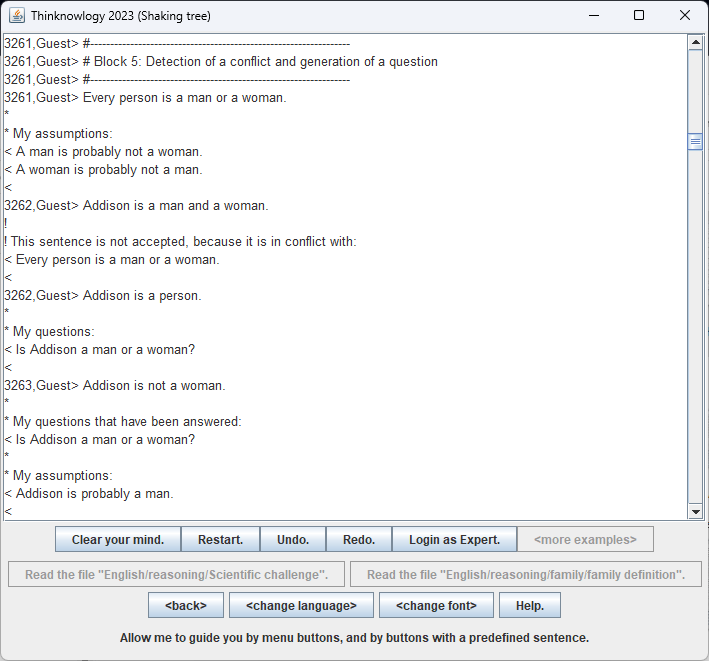 Thinknowlogy 2023 (Shaking tree)
3261,Guest> #-----------------------------------------------------------------
3261,Guest> # Block 5: Detection of a conflict and generation of a question
3261,Guest> #-----------------------------------------------------------------
3261,Guest> Every person is a man or a woman.
*
* My assumptions:
< A man is probably not a woman.
< A woman is probably not a man.
<
3262,Guest> Addison is a man and a woman.
!
! This sentence is not accepted, because it is in conflict with:
< Every person is a man or a woman.
<
3262,Guest> Addison is a person.
*
* My questions:
< Is Addison a man or a woman?
<
3263,Guest> Addison is not a woman.
*
* My questions that have been answered:
< Is Addison a man or a woman?
*
* My assumptions:
< Addison is probably a man.
<
Clear your mind. Restart. Undo. Redo. Login as Expert. <more examples>
Read the file "English/reasoning/Scientific challenge". Read the file "English/reasoning/family/family definition".
<back> <change language> <change font> Help.
Allow me to guide you by menu buttons, and by buttons with a predefined sentence.